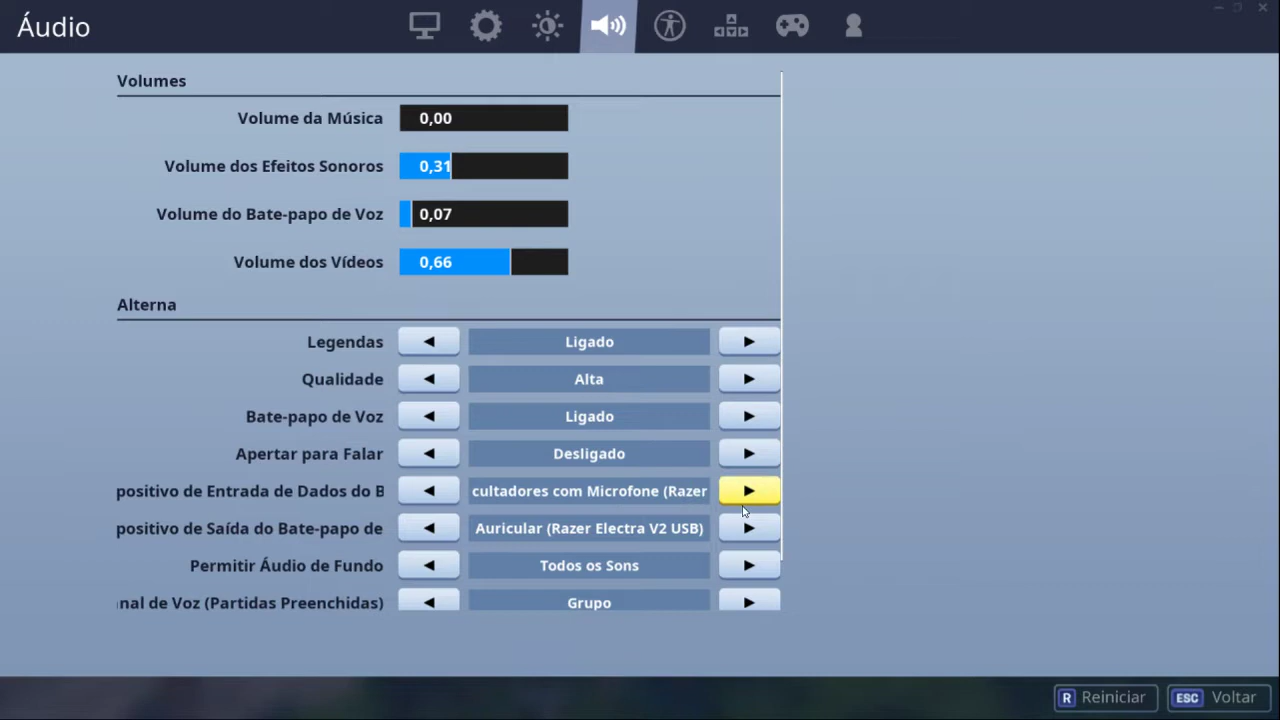 Áudio
Volumes
Volume da Música 0,00
Volume dos Efeitos Sonoros 0,31
Volume do Bate-papo de Voz 0,07
Volume dos Vídeos 0,66
Alterna
Legendas Ligado
Qualidade Alta
Bate-papo de Voz Ligado
Apertar para Falar Desligado
positivo de Entrada de Dados do B cultadores com Microfone (Razer
positivo de Saída do Bate-papo de Auricular (Razer Electra V2 USB)
Permitir Áudio de Fundo Todos os Sons
nal de Voz (Partidas Preenchidas) Grupo
R Reiniciar ESC Voltar